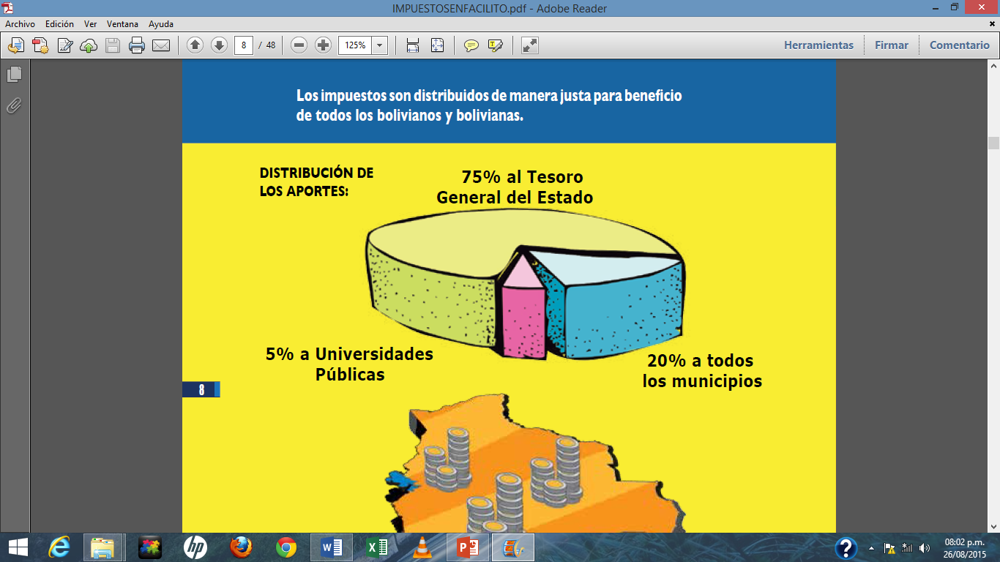 IMPUESTOSENFACILITO.pdf - Adobe Reader
Archivo Edición Ver Ventana Ayuda
8 / 48 125% Herramientas Firmar Comentario
Los impuestos son distribuidos de manera justa para beneficio
de todos los bolivianos y bolivianas.
DISTRIBUCIÓN DE
LOS APORTES:
75% al Tesoro
General del Estado
5% a Universidades
Públicas
20% a todos
los municipios
8
08:02 p.m.
26/08/2015